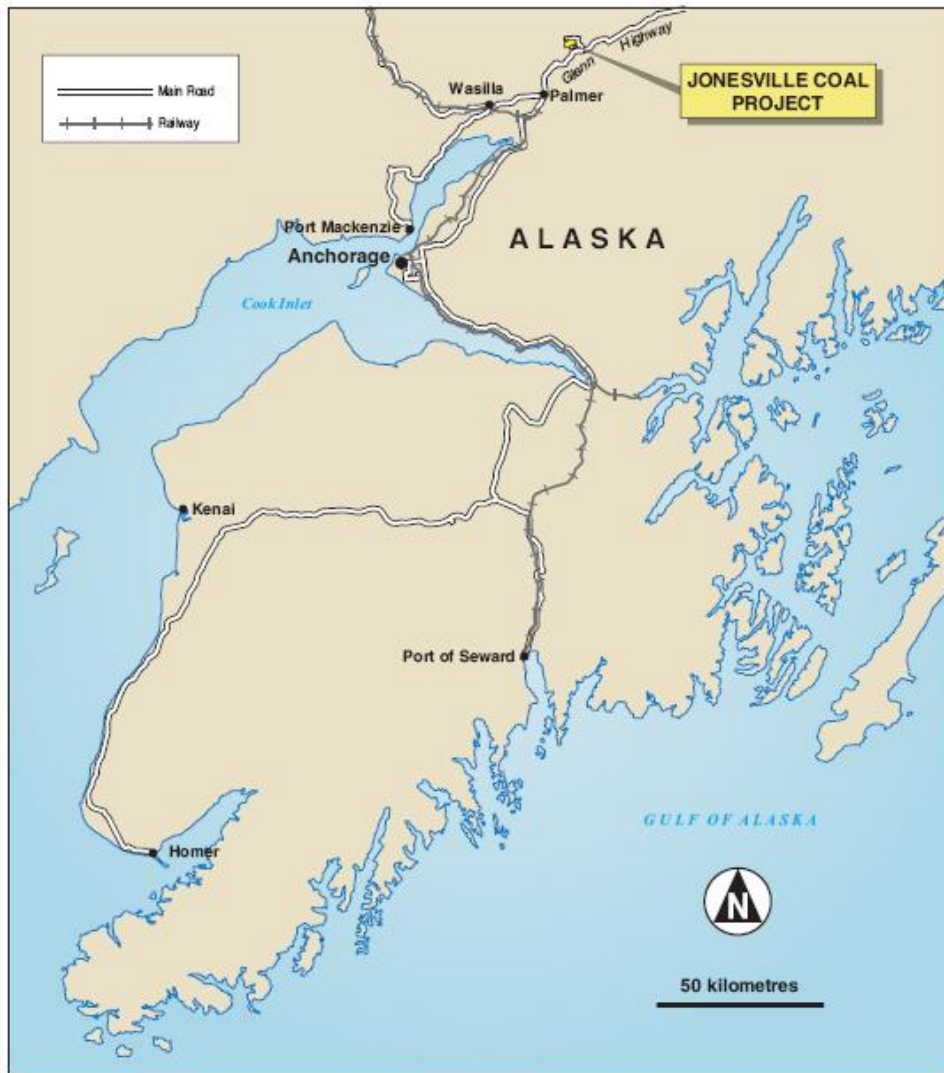 Main Road
Railway
Glenn Highway
JONESVILLE COAL
PROJECT
Wasilla
Palmer
Port Mackenzie
ALASKA
Anchorage
Cook Inlet
Kenai
Port of Seward
GULF OF ALASKA
Homer
N
50 kilometres